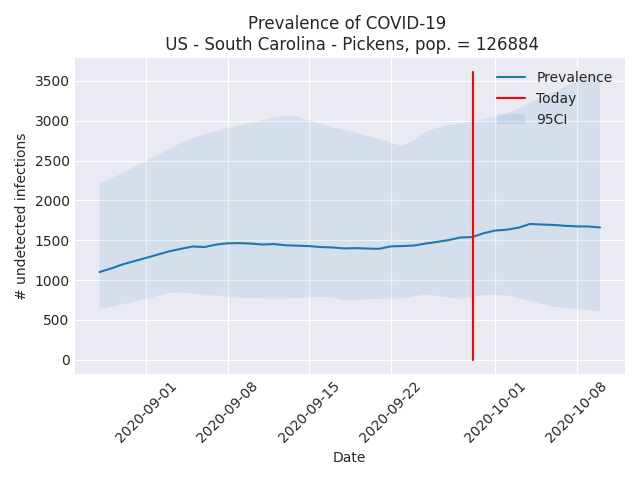 Prevalence of COVID-19
US - South Carolina - Pickens, pop. = 126884
Prevalence
Today
95CI
3500
3000
2500
2000
1500
1000
500
0
# undetected infections
2020-09-01
2020-09-08
2020-09-15
2020-09-22
2020-10-01
2020-10-08
Date